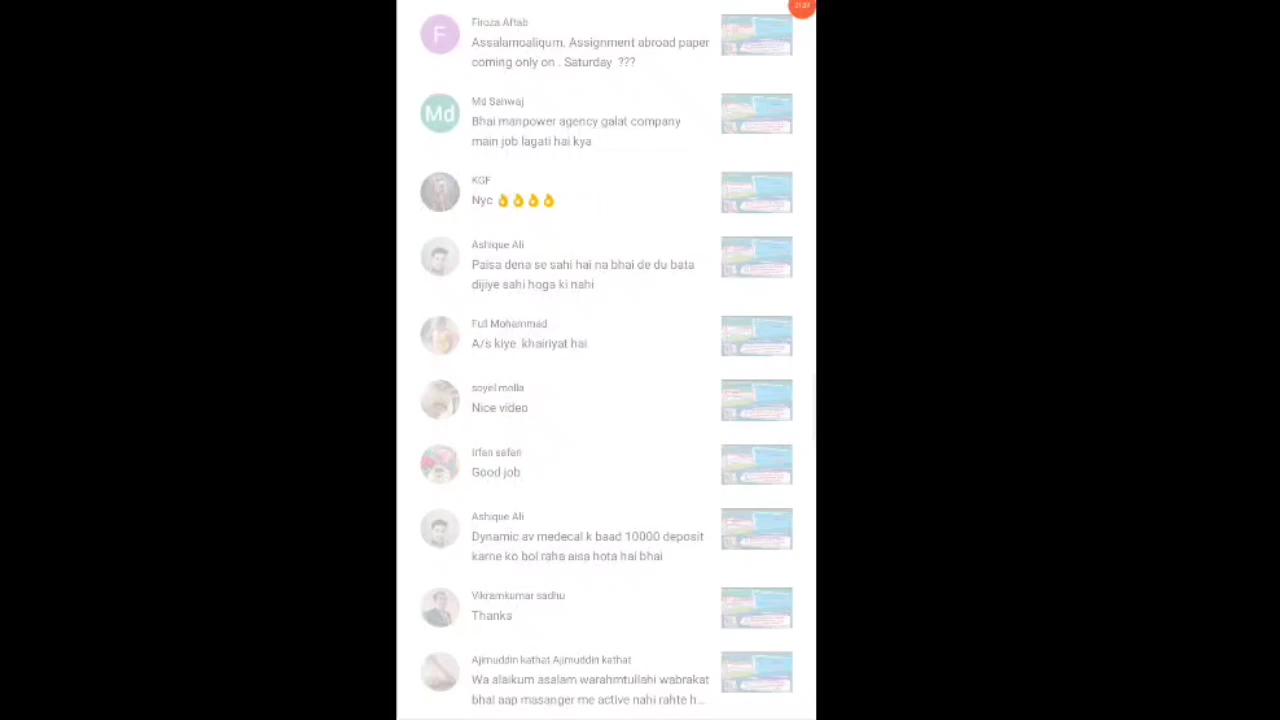 Firoza Aftab
Assalamoaliqum. Assignment abroad paper
coming only on . Saturday ???
Md Sanwaj
Bhai manpower agency galat company
main job lagati hai kya
KGF
Nyc 👌👌👌👌
Ashique Ali
Paisa dena se sahi hai na bhai de du bata
dijiye sahi hoga ki nahi
Full Mohammad
A/s kiye khairiyat hai
soyel molla
Nice video
Irfan safari
Good job
Ashique Ali
Dynamic av medecal k baad 10000 deposit
karne ko bol raha aisa hota hai bhai
Vikramkumar sadhu
Thanks
Ajimuddin kathat Ajimuddin kathat
Wa alaikum asalam warahmtullahi wabrakat
bhai aap masanger me active nahi rahte h...